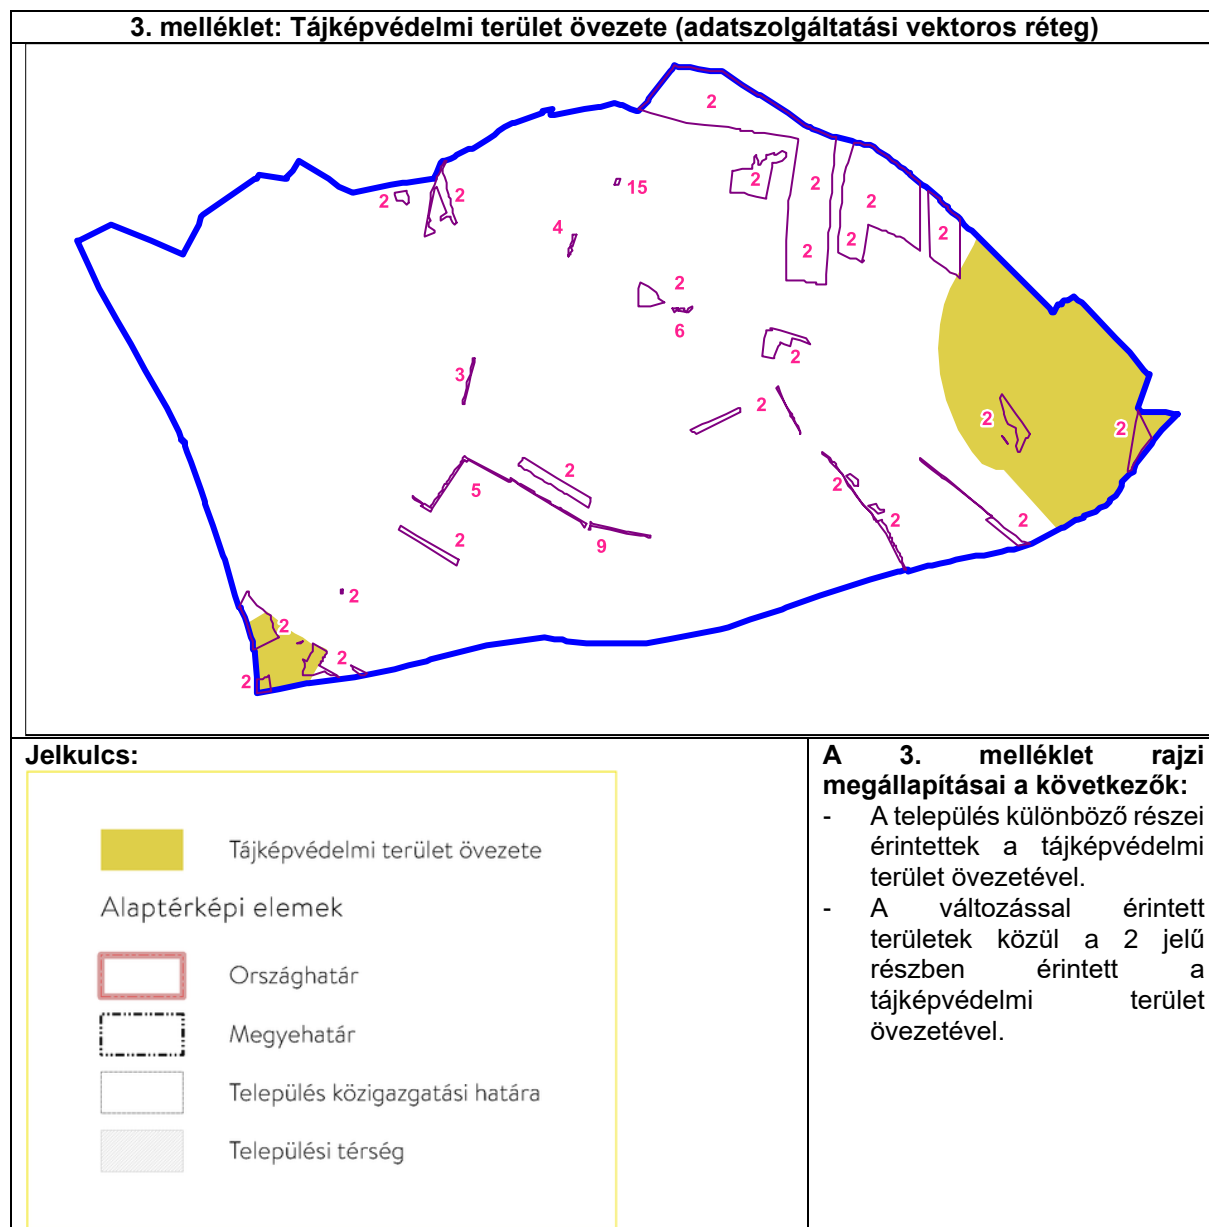 3. melléklet: Tájképvédelmi terület övezete (adatszolgáltatási vektoros réteg)
2
15
2
2
2
2
2
2
4
2
2
2
2
6
2
3
2
2
2
2
5
2
2
2
2
9
2
2
2
2
2
Jelkulcs:
Tájképvédelmi terület övezete
Alaptérképi elemek
Országhatár
Megyehatár
Település közigazgatási határa
Települési térség
A 3. melléklet rajzi
megállapításai a következők:
- A település különböző részei
érintettek a tájképvédelmi
terület övezetével.
- A változással érintett
területek közül a 2 jelű
részben érintett a
tájképvédelmi terület
övezetével.